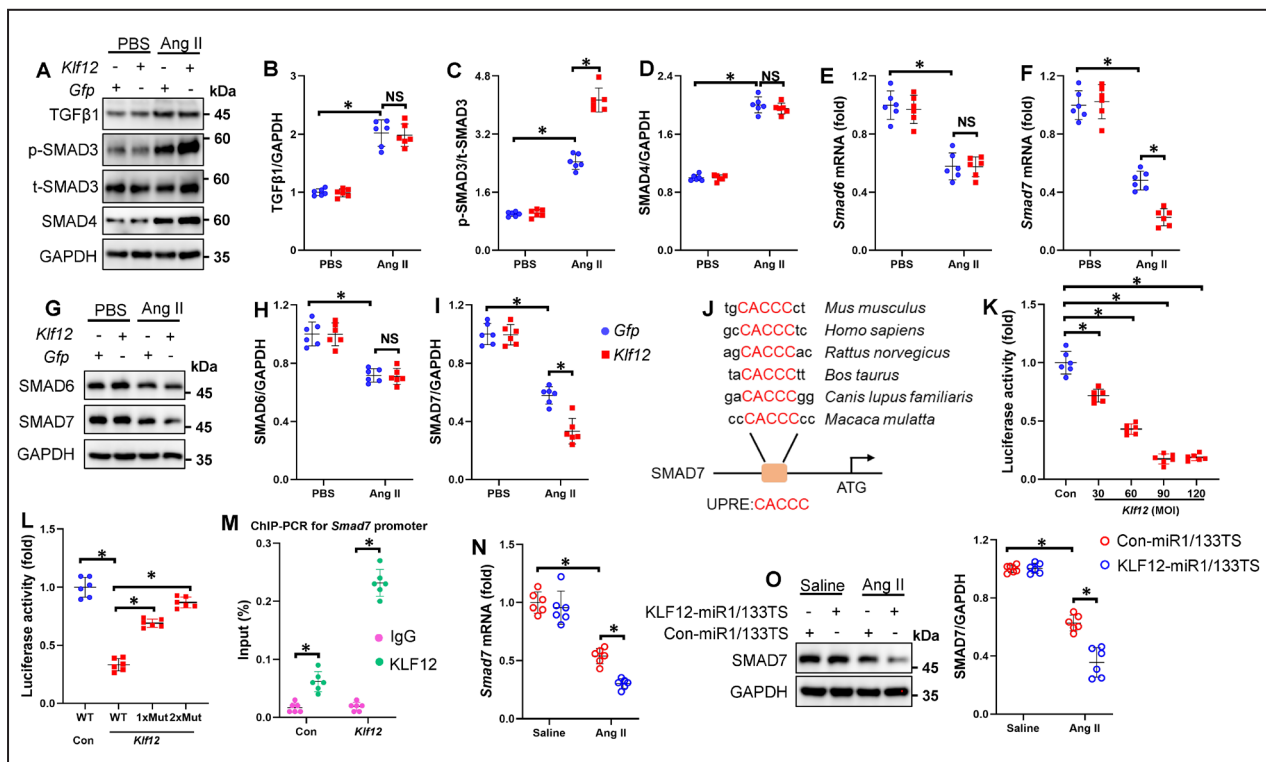 A
PBS Ang II
Klf12 - + - +
Gfp + - + - kDa
TGFβ1 45
p-SMAD3 60
t-SMAD3 60
SMAD4 60
GAPDH 35
B
TGFβ1/GAPDH
3
2
1
0
* NS
PBS Ang II
C
p-SMAD3/t-SMAD3
4.8
3.2
1.6
0.0
* *
PBS Ang II
D
SMAD4/GAPDH
2.4
1.8
1.2
0.6
0.0
* NS
PBS Ang II
E
Smad6 mRNA (fold)
1.2
0.8
0.4
0.0
* NS
PBS Ang II
F
Smad7 mRNA (fold)
1.2
0.8
0.4
0.0
* *
PBS Ang II
G
PBS Ang II
Klf12 - + - +
Gfp + - + - kDa
SMAD6 45
SMAD7 45
GAPDH 35
H
SMAD6/GAPDH
1.2
0.8
0.4
0.0
* NS
PBS Ang II
I
SMAD7/GAPDH
1.2
0.8
0.4
0.0
* *
PBS Ang II
Gfp
Klf12
J
tgCACCCct Mus musculus
gcCACCCtc Homo sapiens
agCACCCac Rattus norvegicus
taCACCCtt Bos taurus
gaCACCCgg Canis lupus familiaris
ccCACCCcc Macaca mulatta
SMAD7
ATG
UPRE:CACCC
K
Luciferase activity (fold)
1.5
1.0
0.5
0.0
* * * *
Con 30 60 90 120
Klf12 (MOI)
L
Luciferase activity (fold)
1.5
1.0
0.5
0.0
* * *
WT WT 1xMut 2xMut
Con Klf12
M
ChIP-PCR for Smad7 promoter
Input (%)
0.3
0.2
0.1
0.0
* *
IgG
KLF12
Con Klf12
N
Smad7 mRNA (fold)
1.5
1.0
0.5
0.0
* *
Saline Ang II
O
Saline Ang II
KLF12-miR1/133TS - + - +
Con-miR1/133TS + - + - kDa
SMAD7 45
GAPDH 35
SMAD7/GAPDH
1.2
0.8
0.4
0.0
* *
Saline Ang II
Con-miR1/133TS
KLF12-miR1/133TS